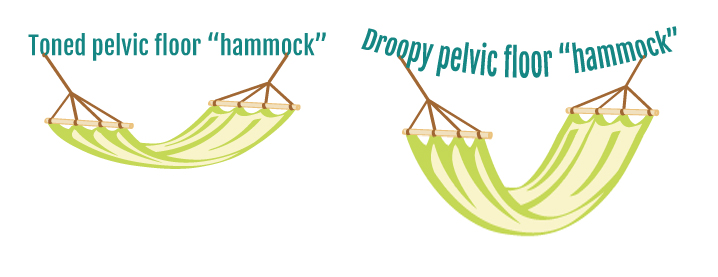 Toned pelvic floor “hammock”
Droopy pelvic floor “hammock”